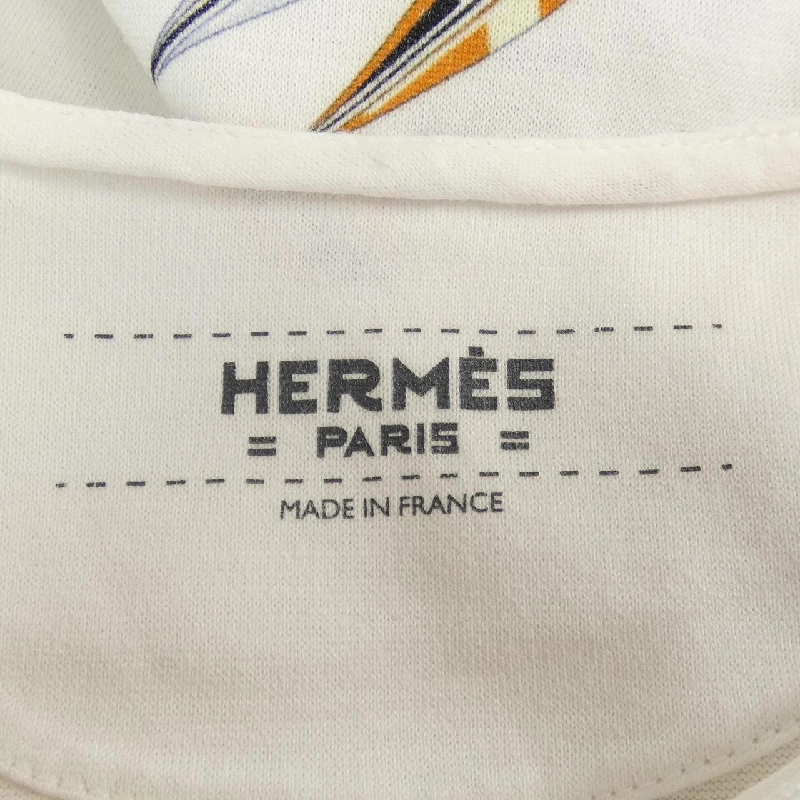 HERMÈS
= PARIS =
MADE IN FRANCE